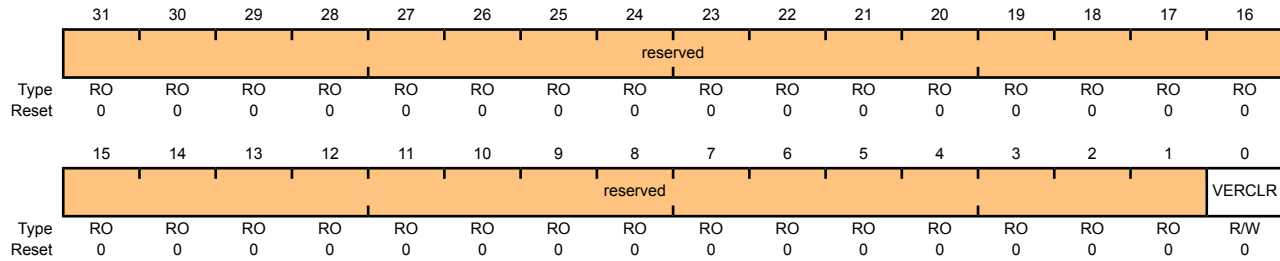 31 30 29 28 27 26 25 24 23 22 21 20 19 18 17 16
reserved
Type RO RO RO RO RO RO RO RO RO RO RO RO RO RO RO RO
Reset 0 0 0 0 0 0 0 0 0 0 0 0 0 0 0 0
15 14 13 12 11 10 9 8 7 6 5 4 3 2 1 0
reserved VERCLR
Type RO RO RO RO RO RO RO RO RO RO RO RO RO RO RO R/W
Reset 0 0 0 0 0 0 0 0 0 0 0 0 0 0 0 0